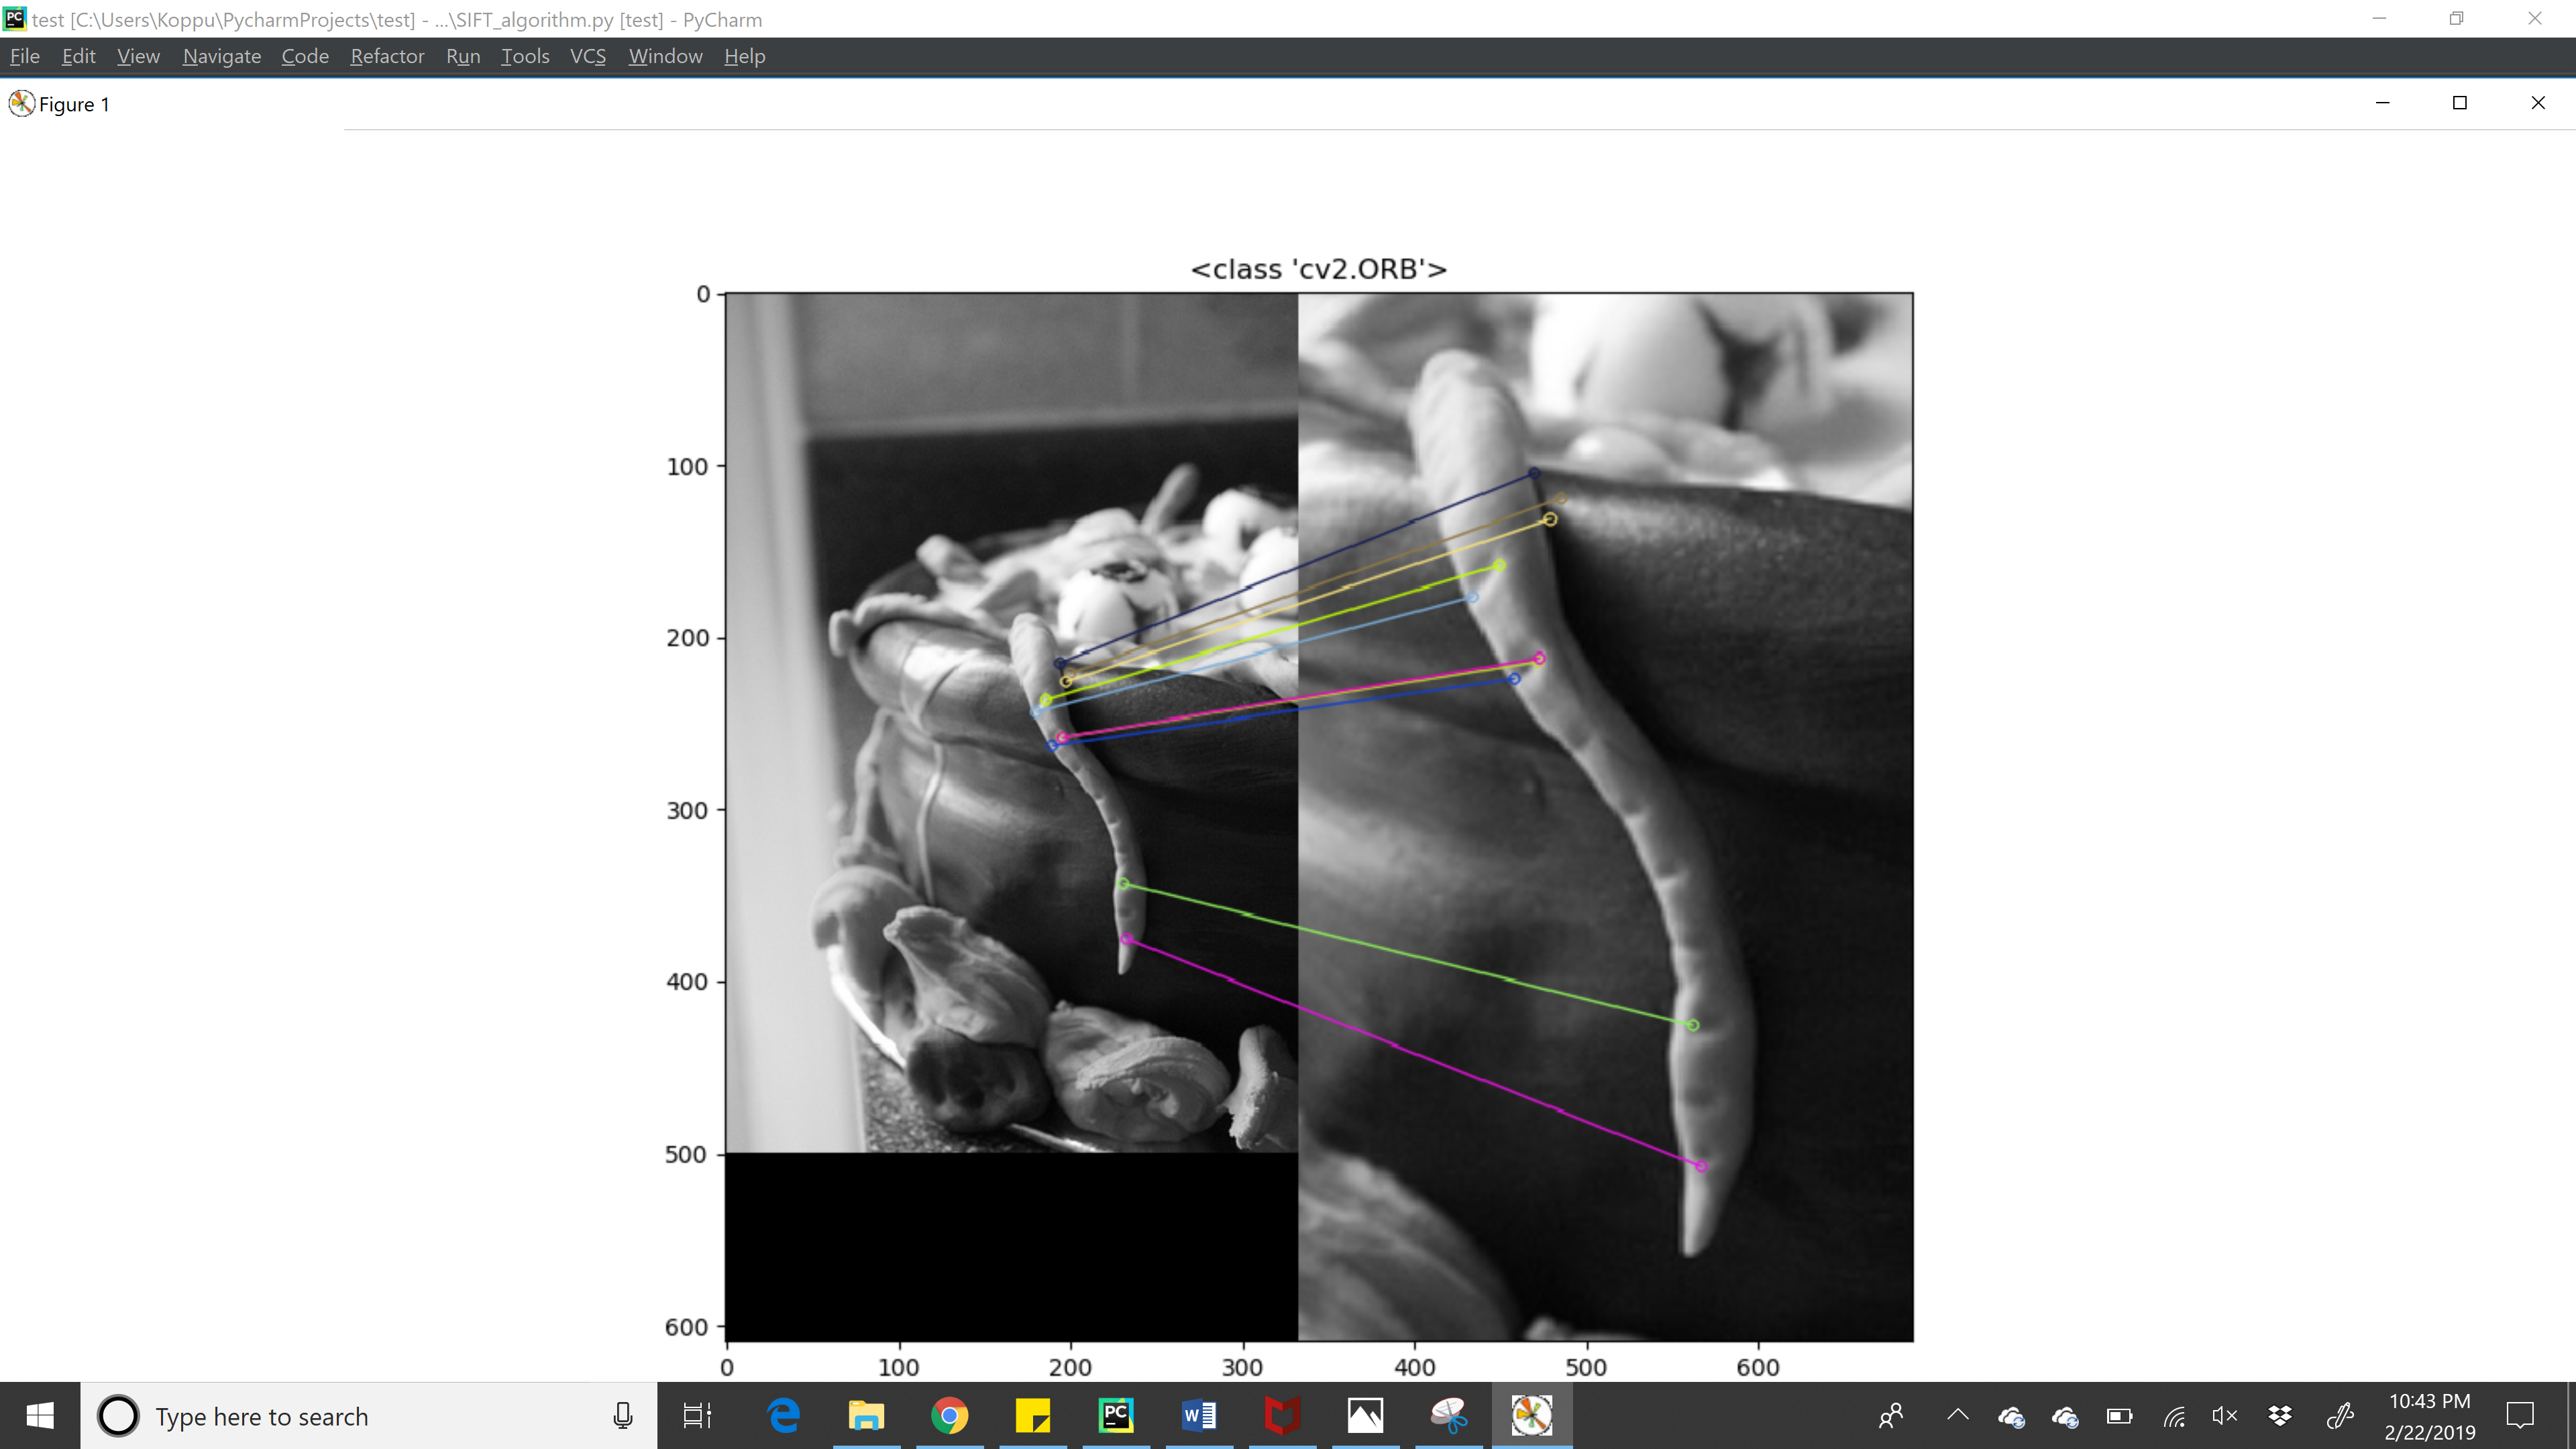 PC test [C:\Users\Koppu\PycharmProjects\test] - ...\SIFT_algorithm.py [test] - PyCharm
File Edit View Navigate Code Refactor Run Tools VCS Window Help
Figure 1
<class 'cv2.ORB'>
0
100
200
300
400
500
600
0 100 200 300 400 500 600
Type here to search
PC
W
10:43 PM
2/22/2019